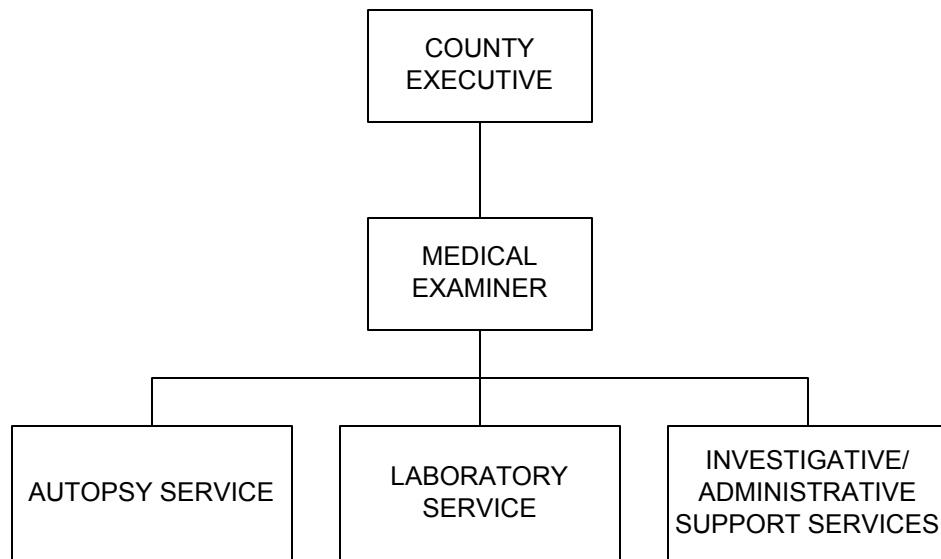 COUNTY
EXECUTIVE
MEDICAL
EXAMINER
AUTOPSY SERVICE
LABORATORY
SERVICE
INVESTIGATIVE/
ADMINISTRATIVE
SUPPORT SERVICES